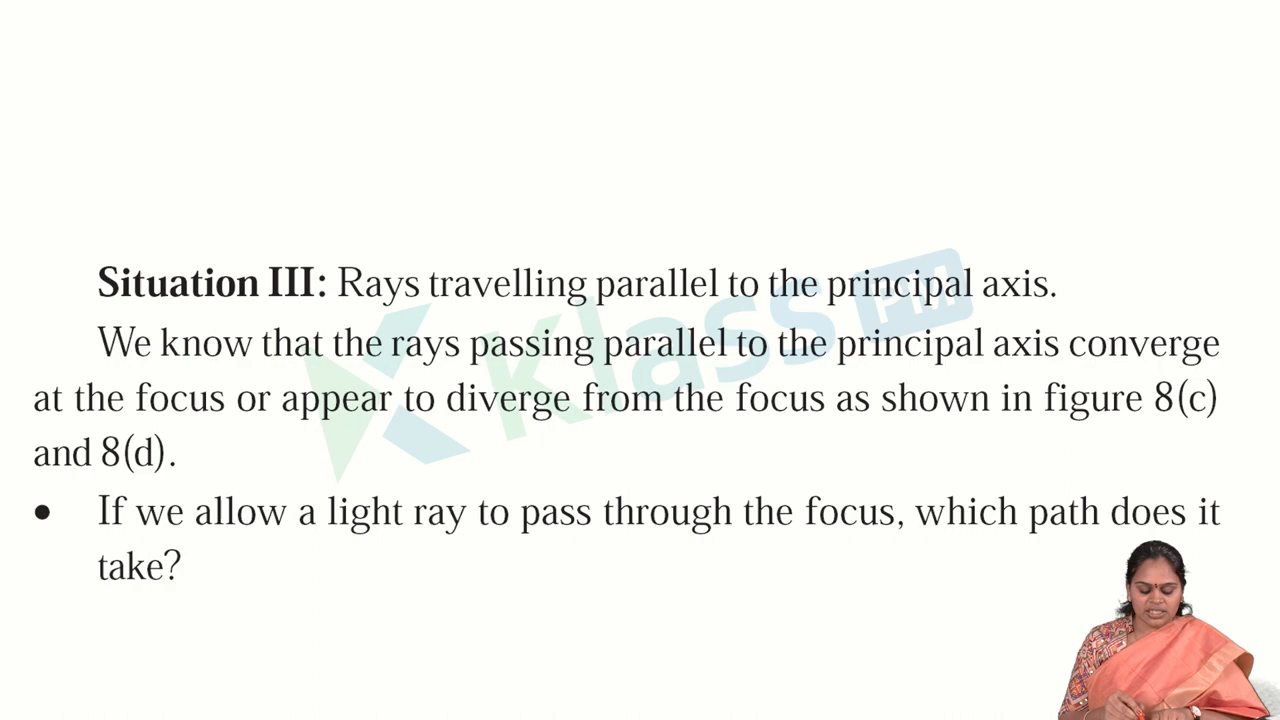 Situation III: Rays travelling parallel to the principal axis.
We know that the rays passing parallel to the principal axis converge
at the focus or appear to diverge from the focus as shown in figure 8(c)
and 8(d).
• If we allow a light ray to pass through the focus, which path does it
take?
Klass